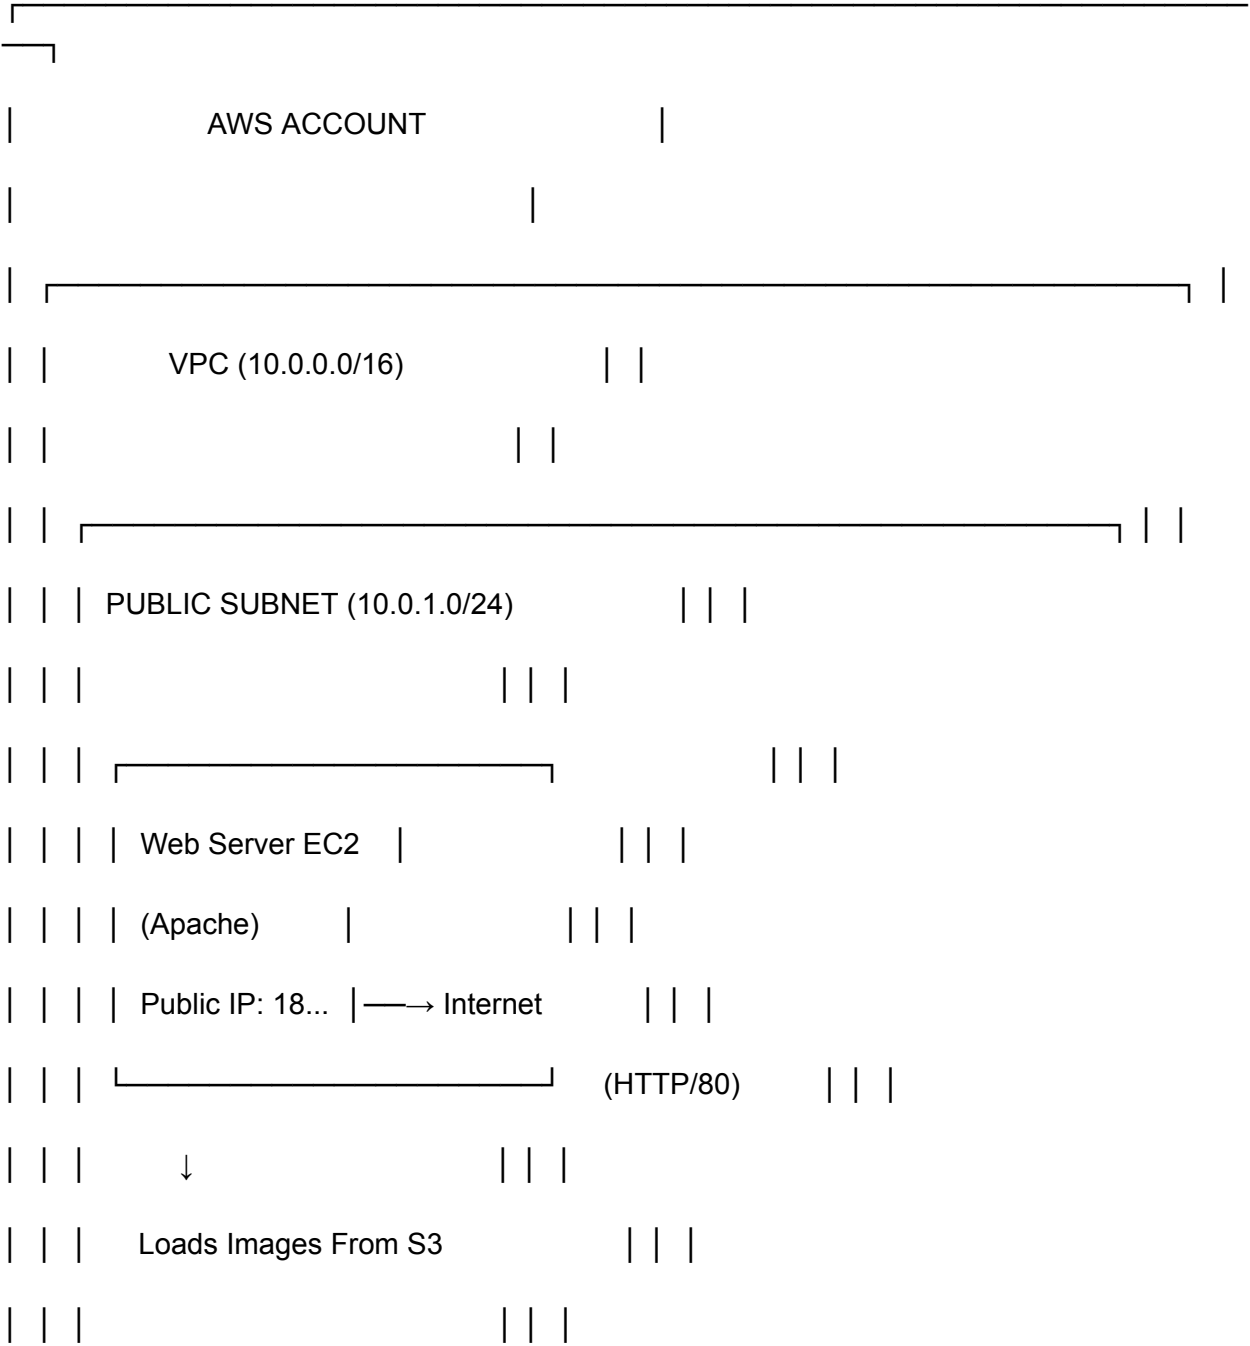 ┌─────────────────────────────────────────────────────────────
──┐
│ AWS ACCOUNT │
│ │
│ ┌────────────────────────────────────────────────────────┐ │
│ │ VPC (10.0.0.0/16) │ │
│ │ │ │
│ │ ┌───────────────────────────────────────────────────┐ │ │
│ │ │ PUBLIC SUBNET (10.0.1.0/24) │ │ │
│ │ │ │ │ │
│ │ │ ┌─────────────────────┐ │ │ │
│ │ │ │ Web Server EC2 │ │ │ │
│ │ │ │ (Apache) │ │ │ │
│ │ │ │ Public IP: 18... │──→ Internet │ │ │
│ │ │ └─────────────────────┘ (HTTP/80) │ │ │
│ │ │ ↓ │ │ │
│ │ │ Loads Images From S3 │ │ │
│ │ │ │ │ │